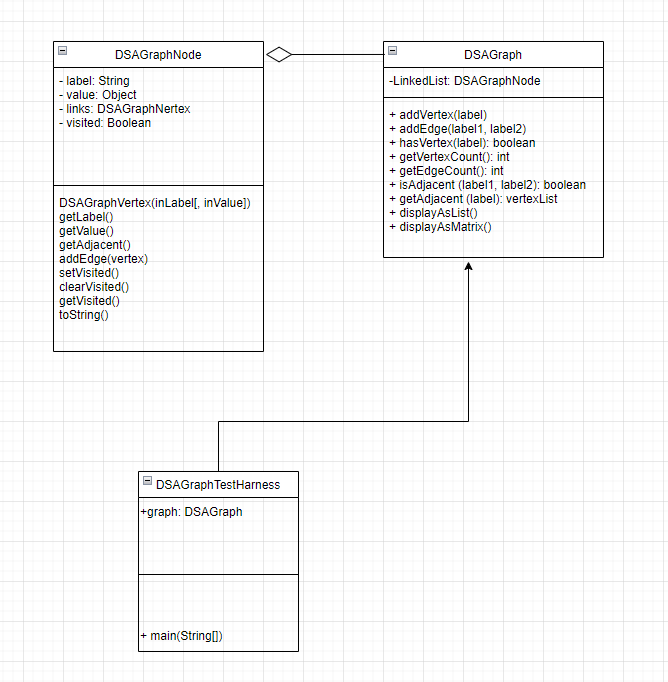 DSAGraphNode
- label: String
- value: Object
- links: DSAGraphNertex
- visited: Boolean
DSAGraphVertex(inLabel[, inValue])
getLabel()
getValue()
getAdjacent()
addEdge(vertex)
setVisited()
clearVisited()
getVisited()
toString()
DSAGraph
-LinkedList: DSAGraphNode
+ addVertex(label)
+ addEdge(label1, label2)
+ hasVertex(label): boolean
+ getVertexCount(): int
+ getEdgeCount(): int
+ isAdjacent (label1, label2): boolean
+ getAdjacent (label): vertexList
+ displayAsList()
+ displayAsMatrix()
DSAGraphTestHarness
+graph: DSAGraph
+ main(String[])